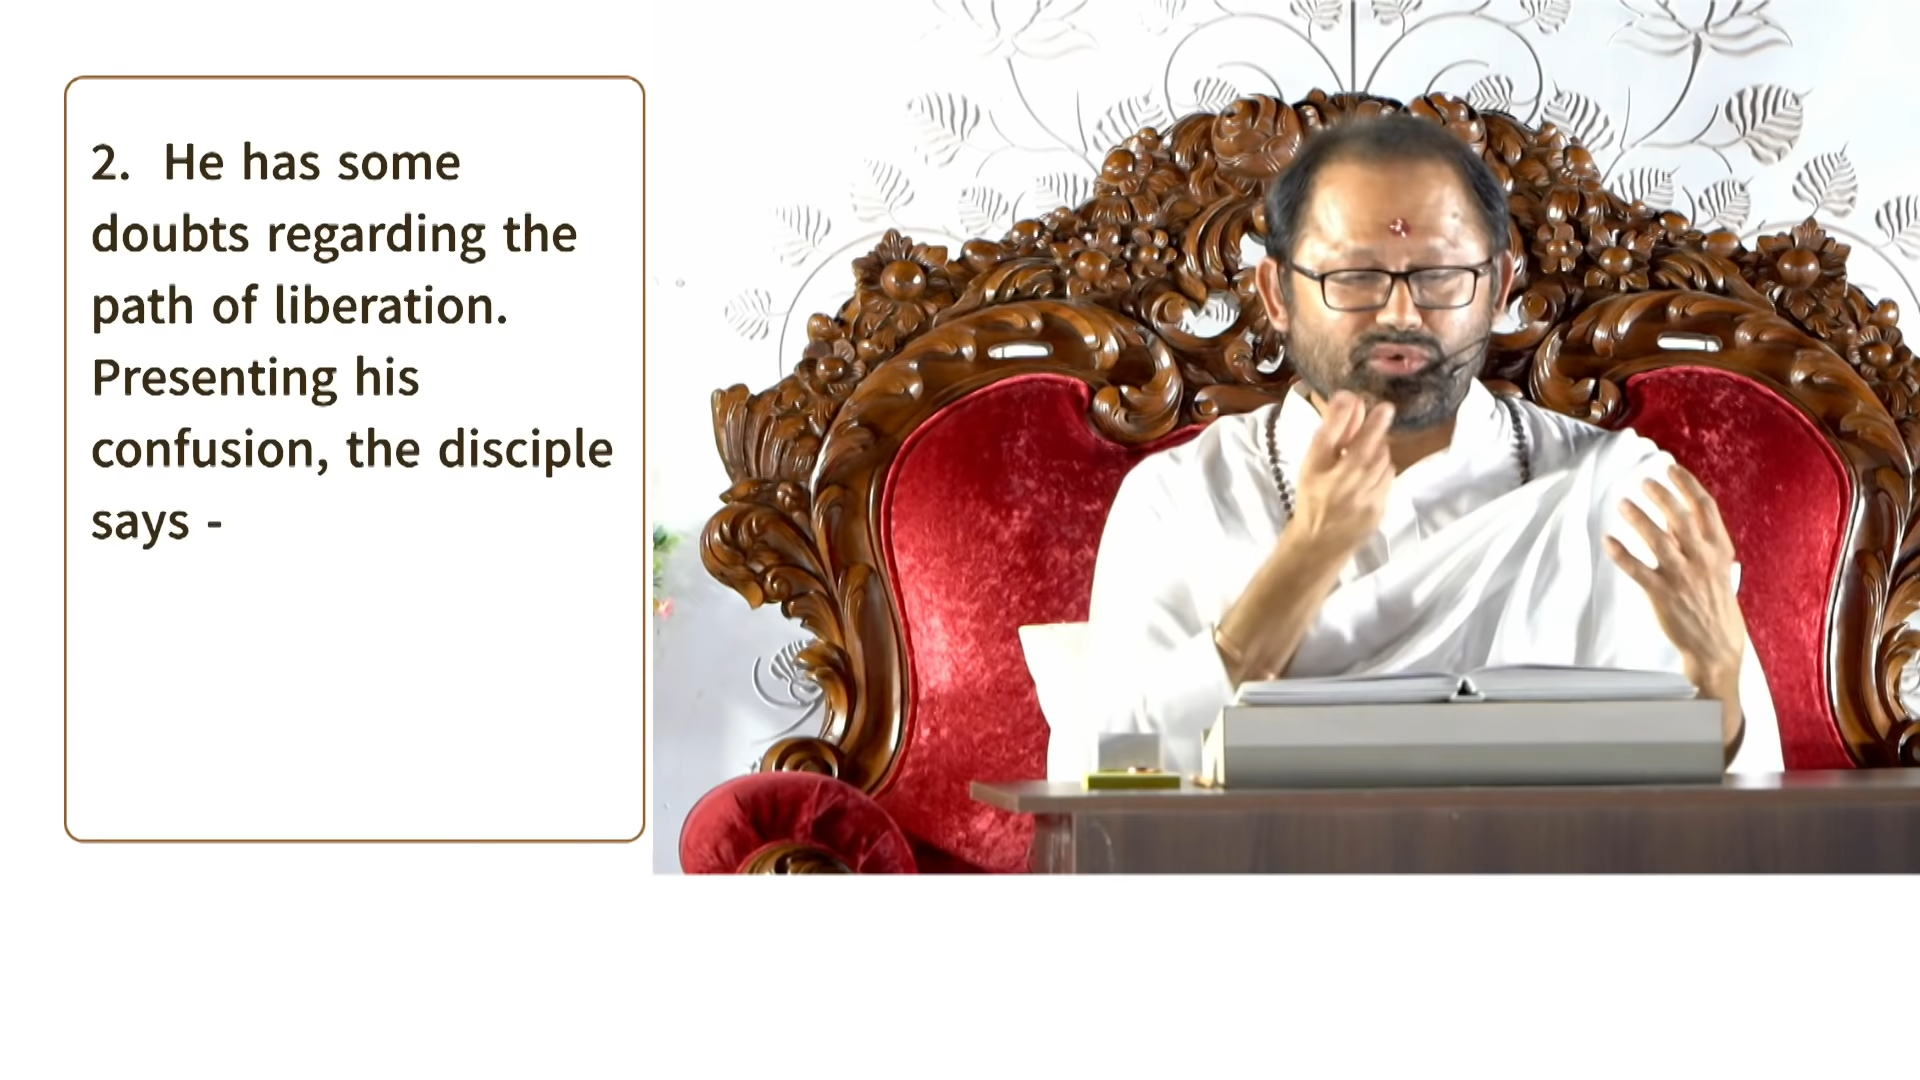 2. He has some
doubts regarding the
path of liberation.
Presenting his
confusion, the disciple
says -